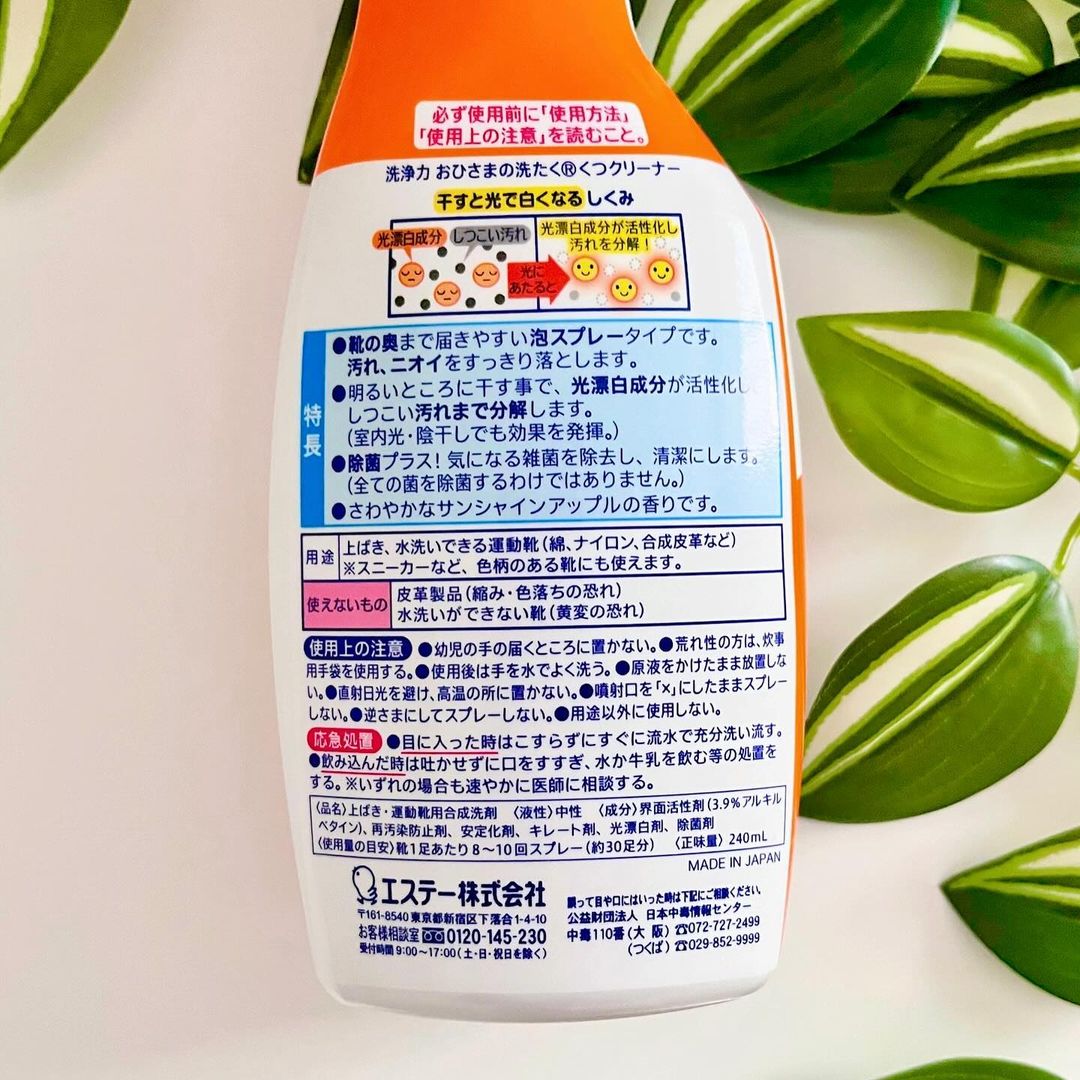 必ず使用前に「使用方法」
「使用上の注意」を読むこと。
洗浄力 おひさまの洗たく®くつクリーナー
干すと光で白くなるしくみ
光漂白成分 しつこい汚れ
光に
あたると
光漂白成分が活性化し
汚れを分解！
特長
●靴の奥まで届きやすい泡スプレータイプです。
汚れ、ニオイをすっきり落とします。
●明るいところに干す事で、光漂白成分が活性化し、
しつこい汚れまで分解します。
(室内光・陰干しでも効果を発揮。)
●除菌プラス！気になる雑菌を除去し、清潔にします。
(全ての菌を除菌するわけではありません。)
●さわやかなサンシャインアップルの香りです。
用途 上ばき、水洗いできる運動靴(綿、ナイロン、合成皮革など)
※スニーカーなど、色柄のある靴にも使えます。
使えないもの 皮革製品(縮み・色落ちの恐れ)
水洗いができない靴(黄変の恐れ)
使用上の注意 ●幼児の手の届くところに置かない。●荒れ性の方は、炊事
用手袋を使用する。●使用後は手を水でよく洗う。●原液をかけたまま放置しな
い。●直射日光を避け、高温の所に置かない。●噴射口を「×」にしたままスプレー
しない。●逆さまにしてスプレーしない。●用途以外に使用しない。
応急処置 ●目に入った時はこすらずにすぐに流水で充分洗い流す。
●飲み込んだ時は吐かせずに口をすすぎ、水か牛乳を飲む等の処置を
する。※いずれの場合も速やかに医師に相談する。
〈品名〉上ばき・運動靴用合成洗剤 〈液性〉中性 〈成分〉界面活性剤(3.9%アルキル
ベタイン)、再汚染防止剤、安定化剤、キレート剤、光漂白剤、除菌剤
〈使用量の目安〉靴1足あたり8～10回スプレー(約30足分) 〈正味量〉240mL
MADE IN JAPAN
エステー株式会社
〒161-8540 東京都新宿区下落合1-4-10
お客様相談室 0120-145-230
受付時間 9:00～17:00(土・日・祝日を除く)
誤って目や口にはいった時は下記にご相談ください。
公益財団法人 日本中毒情報センター
中毒110番(大 阪)☎072-727-2499
(つくば)☎029-852-9999